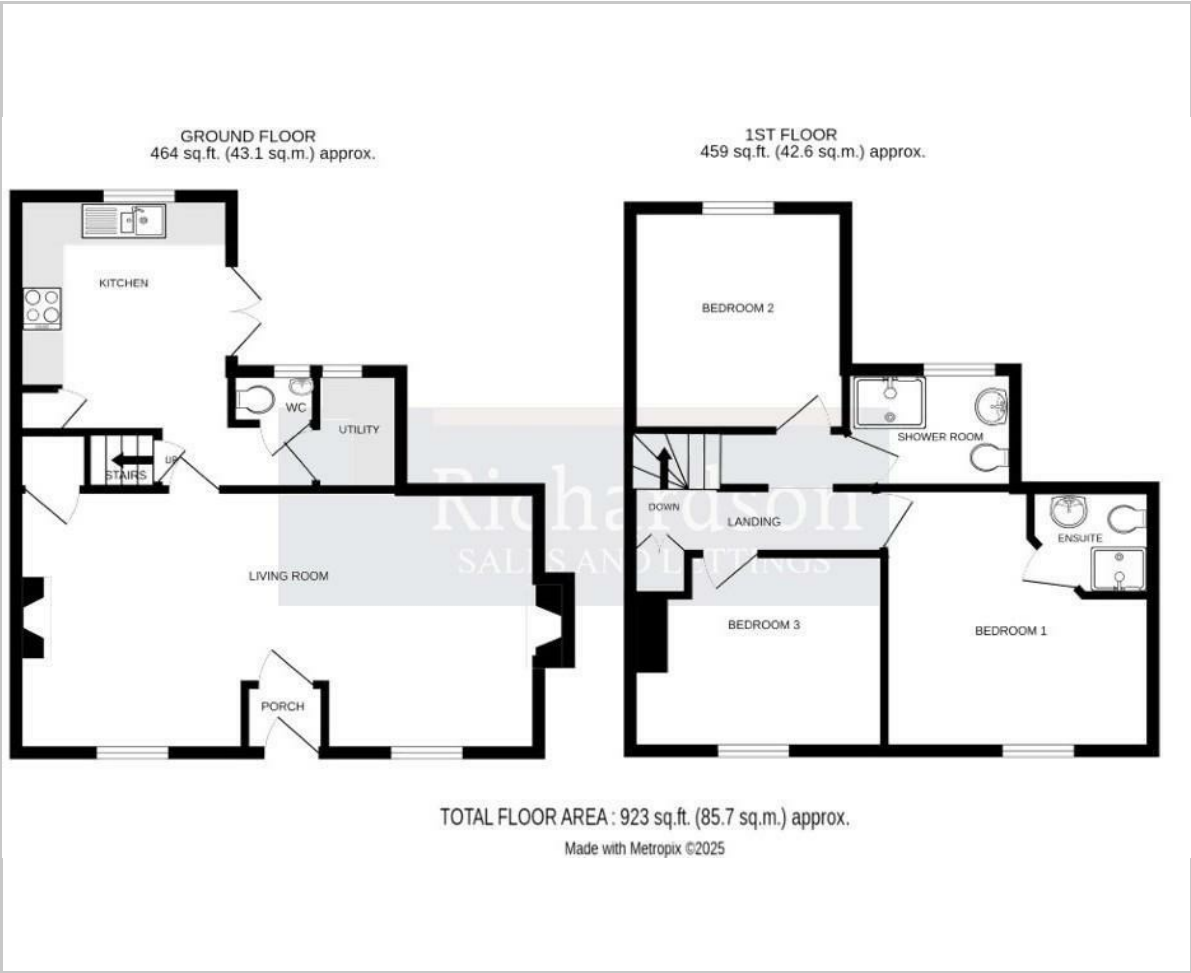 GROUND FLOOR
464 sq.ft. (43.1 sq.m.) approx.
1ST FLOOR
459 sq.ft. (42.6 sq.m.) approx.
KITCHEN
WC
UTILITY
UP
STAIRS
LIVING ROOM
PORCH
BEDROOM 2
SHOWER ROOM
DOWN
LANDING
ENSUITE
BEDROOM 3
BEDROOM 1
Richardson
SALES AND LETTINGS
TOTAL FLOOR AREA : 923 sq.ft. (85.7 sq.m.) approx.
Made with Metropix ©2025